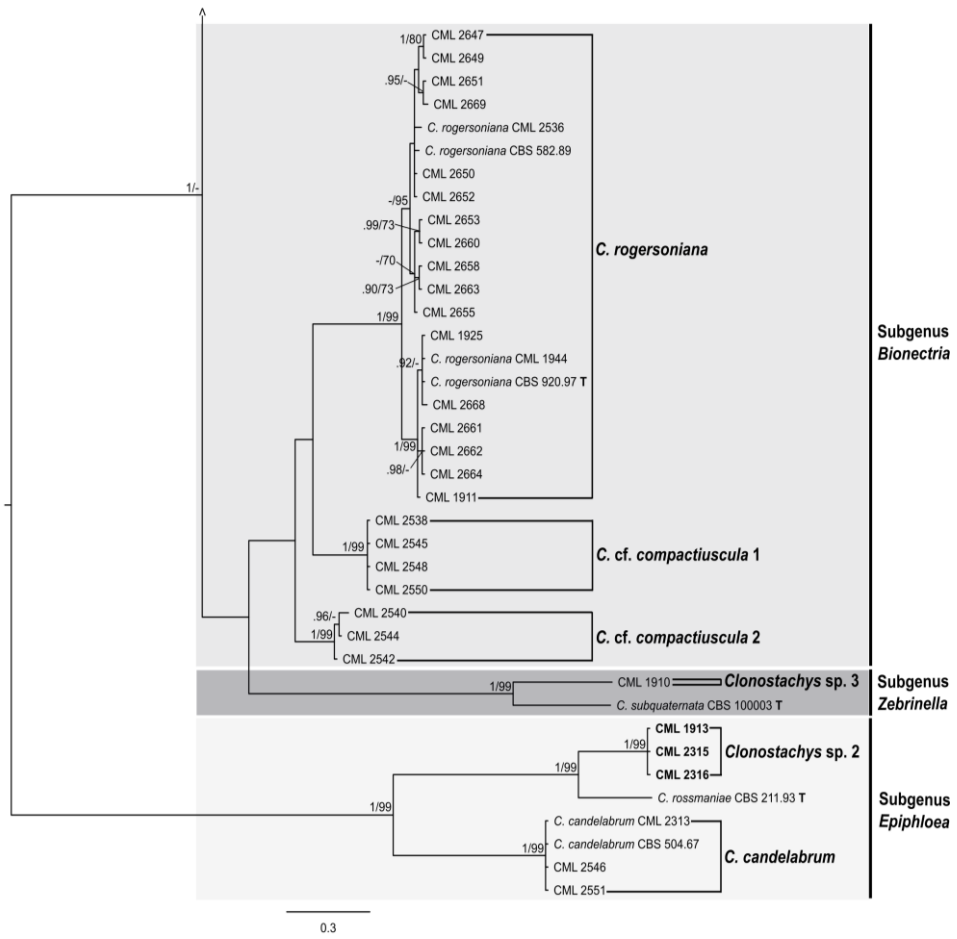 1/-
1/80
CML 2647
CML 2649
.95/-
CML 2651
CML 2669
C. rogersoniana CML 2536
C. rogersoniana CBS 582.89
CML 2650
CML 2652
-/95
.99/73
CML 2653
CML 2660
-/70
CML 2658
.90/73
CML 2663
CML 2655
C. rogersoniana
1/99
CML 1925
.92/-
C. rogersoniana CML 1944
C. rogersoniana CBS 920.97 T
CML 2668
CML 2661
1/99
CML 2662
.98/-
CML 2664
CML 1911
Subgenus
Bionectria
CML 2538
1/99
CML 2545
CML 2548
CML 2550
C. cf. compactiuscula 1
.96/-
CML 2540
1/99
CML 2544
CML 2542
C. cf. compactiuscula 2
1/99
CML 1910
Clonostachys sp. 3
C. subquaternata CBS 100003 T
Subgenus
Zebrinella
CML 1913
1/99
CML 2315
CML 2316
Clonostachys sp. 2
1/99
C. rossmaniae CBS 211.93 T
1/99
Subgenus
Epiphloea
C. candelabrum CML 2313
1/99
C. candelabrum CBS 504.67
CML 2546
CML 2551
C. candelabrum
0.3